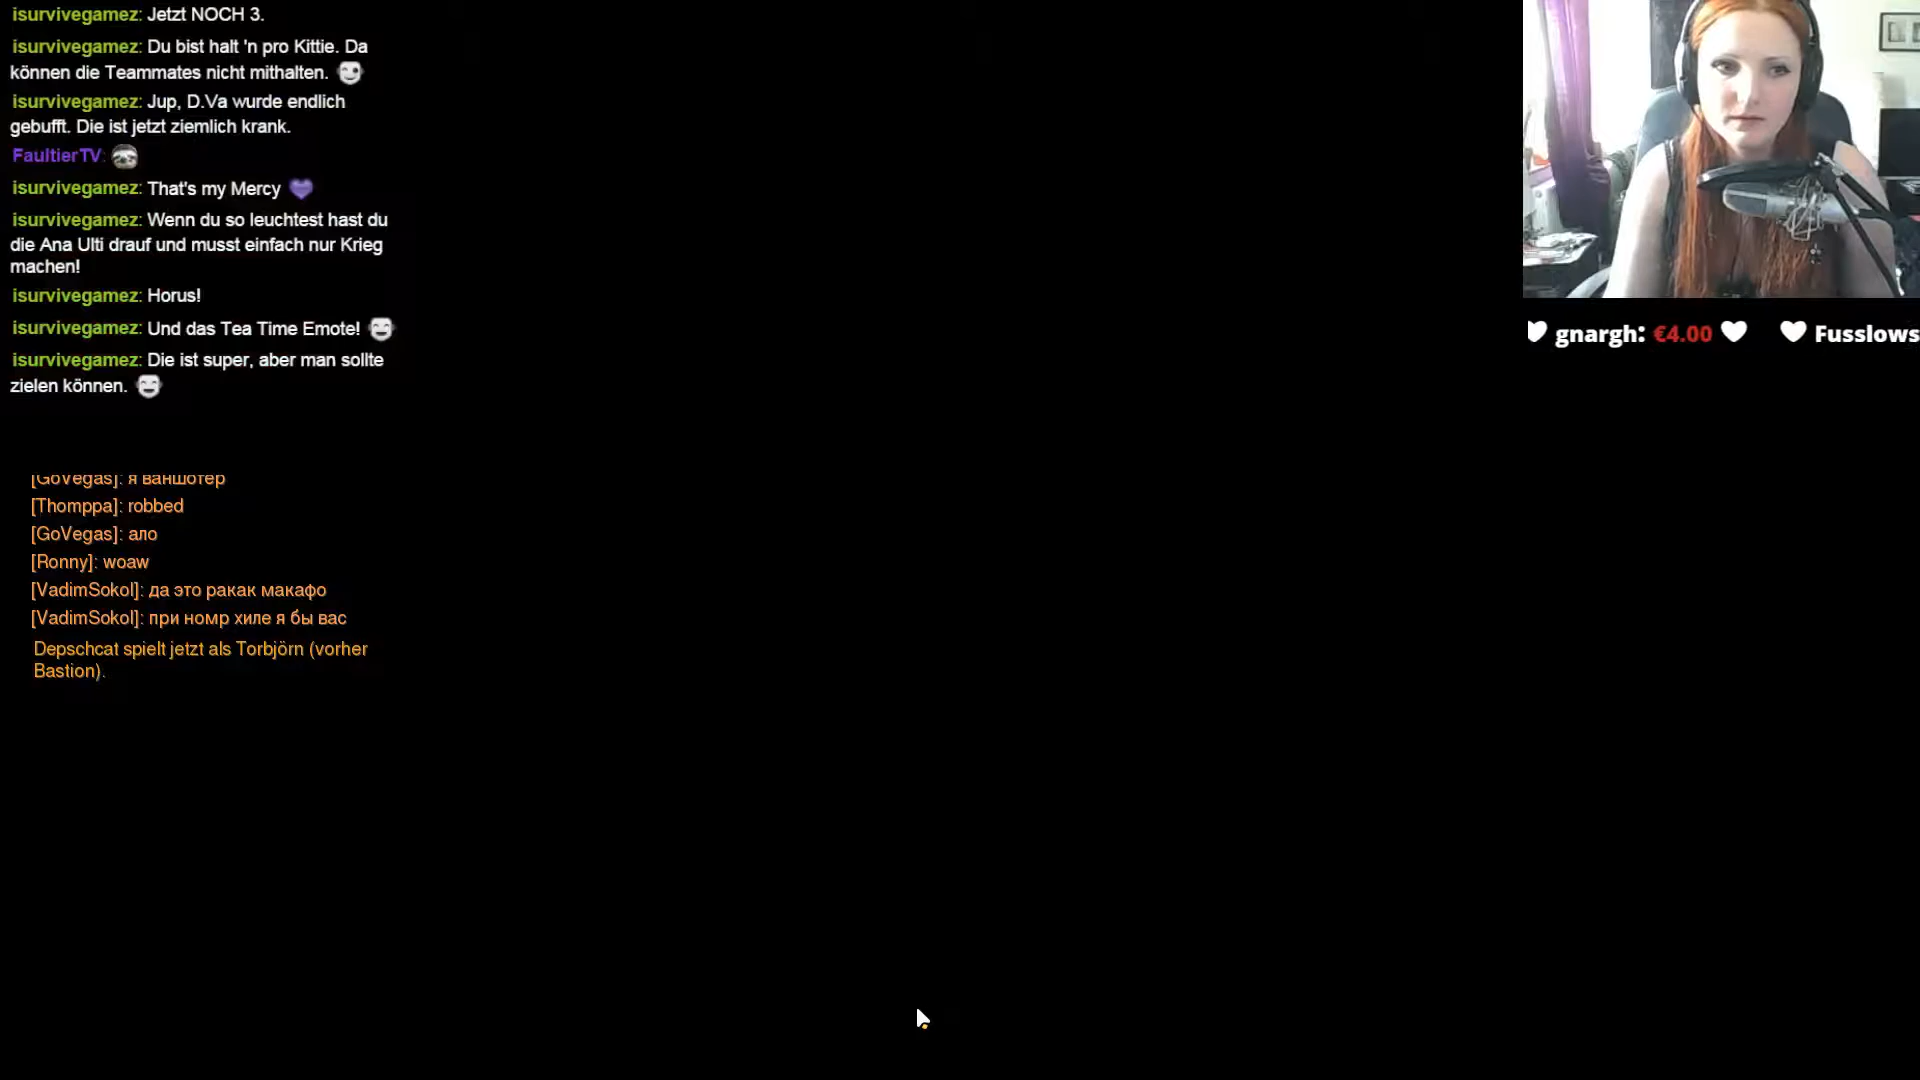 isurvivegamez: Jetzt NOCH 3.
isurvivegamez: Du bist halt 'n pro Kittie. Da
können die Teammates nicht mithalten.
isurvivegamez: Jup, D.Va wurde endlich
gebufft. Die ist jetzt ziemlich krank.
FaultierTV:
isurvivegamez: That's my Mercy
isurvivegamez: Wenn du so leuchtest hast du
die Ana Ulti drauf und musst einfach nur Krieg
machen!
isurvivegamez: Horus!
isurvivegamez: Und das Tea Time Emote!
isurvivegamez: Die ist super, aber man sollte
zielen können.
gnargh: €4.00 Fusslows
[GoVegas]: я ваншотер
[Thomppa]: robbed
[GoVegas]: ало
[Ronny]: woaw
[VadimSokol]: да это ракак макафо
[VadimSokol]: при номр хиле я бы вас
Depschcat spielt jetzt als Torbjörn (vorher
Bastion).